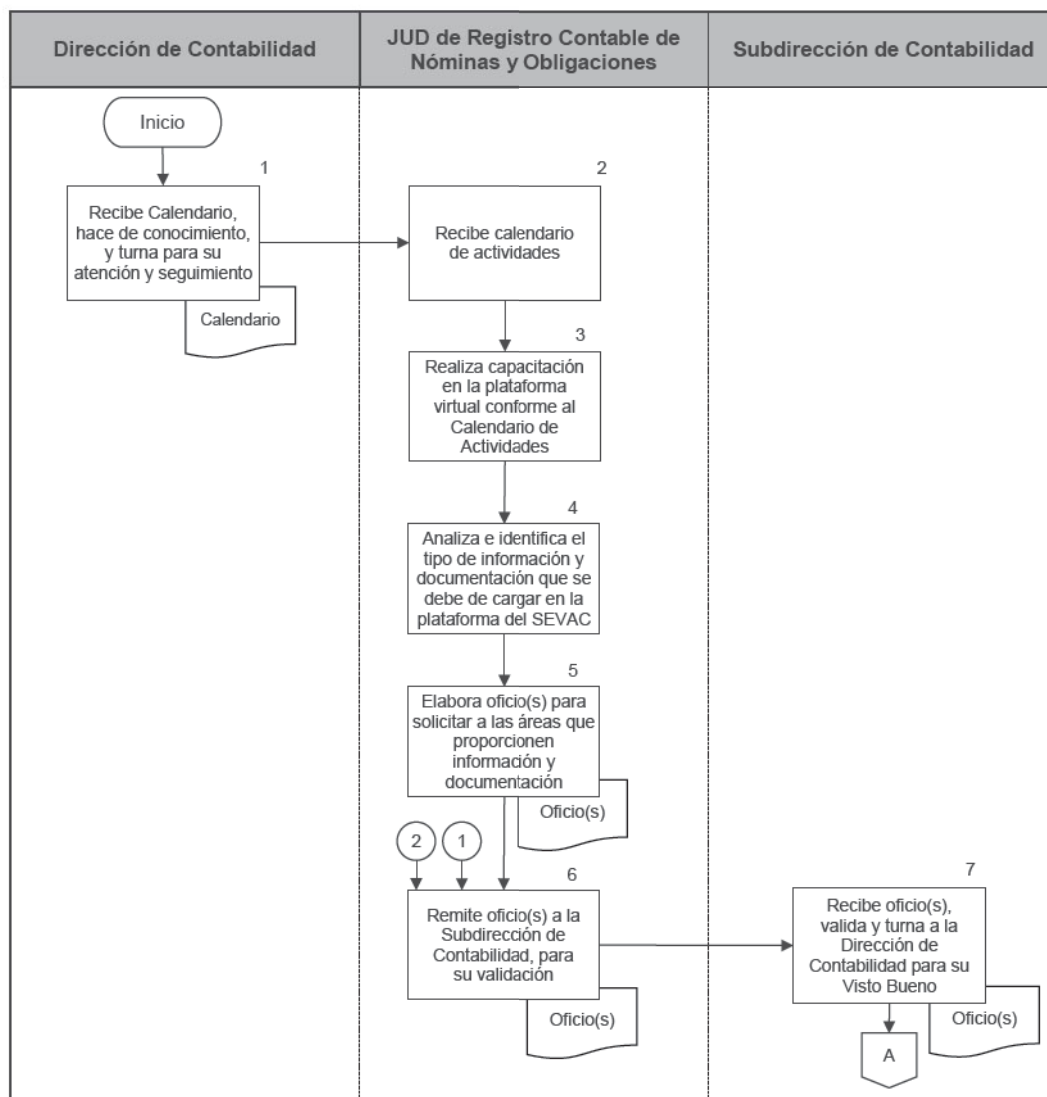 Dirección de Contabilidad
JUD de Registro Contable de
Nóminas y Obligaciones
Subdirección de Contabilidad
Inicio
1
Recibe Calendario,
hace de conocimiento,
y turna para su
atención y seguimiento
Calendario
2
Recibe calendario
de actividades
3
Realiza capacitación
en la plataforma
virtual conforme al
Calendario de
Actividades
4
Analiza e identifica el
tipo de información y
documentación que se
debe de cargar en la
plataforma del SEVAC
5
Elabora oficio(s) para
solicitar a las áreas que
proporcionen
información y
documentación
Oficio(s)
2
1
6
Remite oficio(s) a la
Subdirección de
Contabilidad, para
su validación
Oficio(s)
7
Recibe oficio(s),
valida y turna a la
Dirección de
Contabilidad para su
Visto Bueno
Oficio(s)
A